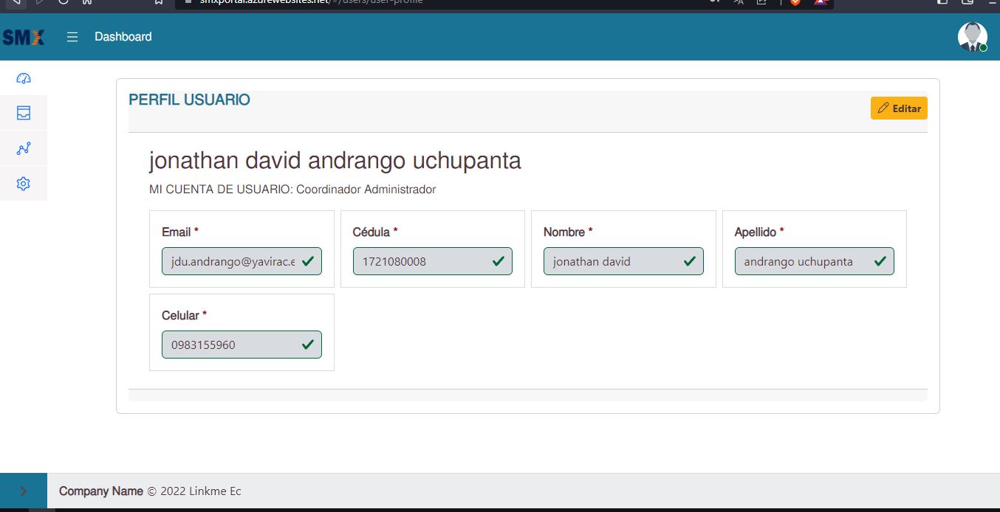 smxportal.azurewebsites.net/#/users/user-profile
SMX
Dashboard
PERFIL USUARIO
Editar
jonathan david andrango uchupanta
MI CUENTA DE USUARIO: Coordinador Administrador
Email * Cédula * Nombre * Apellido *
jdu.andrango@yavirac.e 1721080008 jonathan david andrango uchupanta
Celular *
0983155960
Company Name © 2022 Linkme Ec